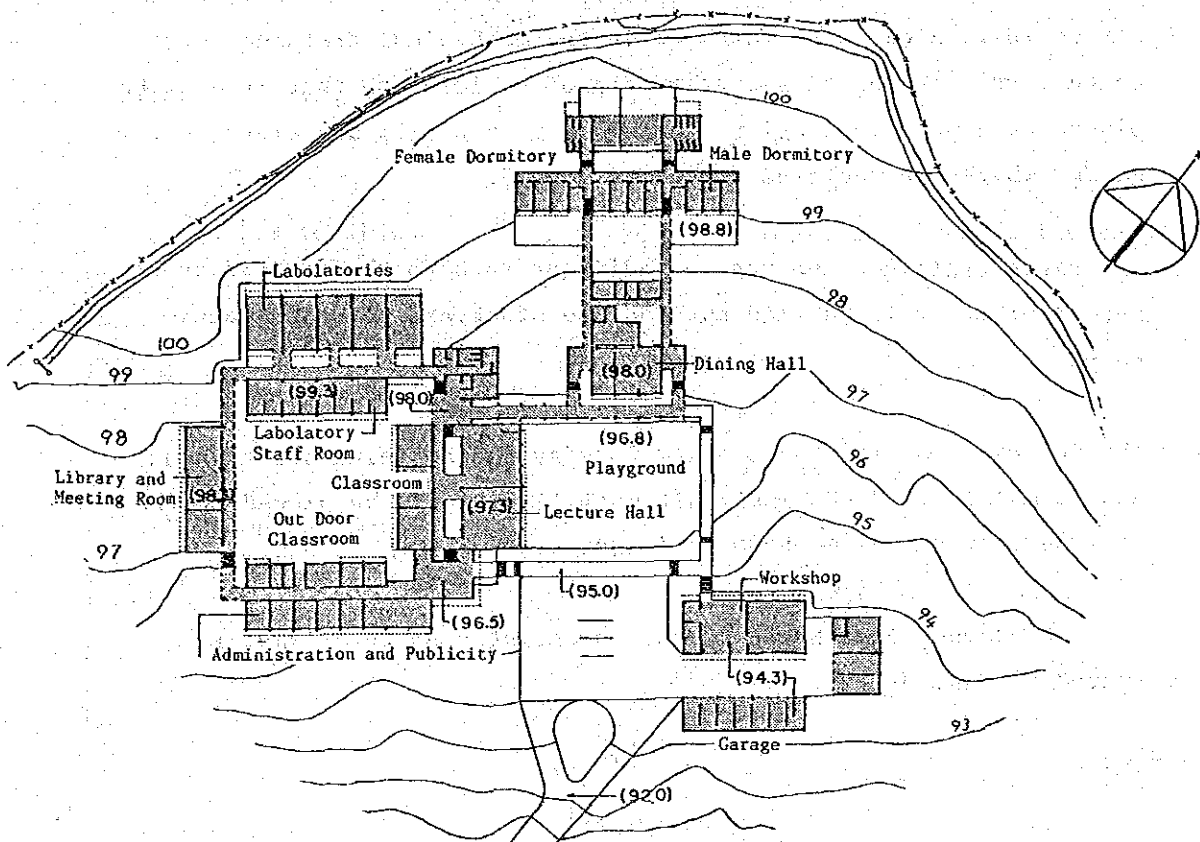 100
Female Dormitory
Male Dormitory
99
(98.8)
Labolatories
98
100
99
(99.3)
(98.0)
(98.0)
Dining Hall
97
98
Labolatory
Staff Room
(96.8)
Playground
96
Library and
Meeting Room
Classroom
(97.3)
Lecture Hall
95
Out Door
Classroom
97
Workshop
(95.0)
(96.5)
94
Administration and Publicity
(94.3)
93
Garage
(92.0)